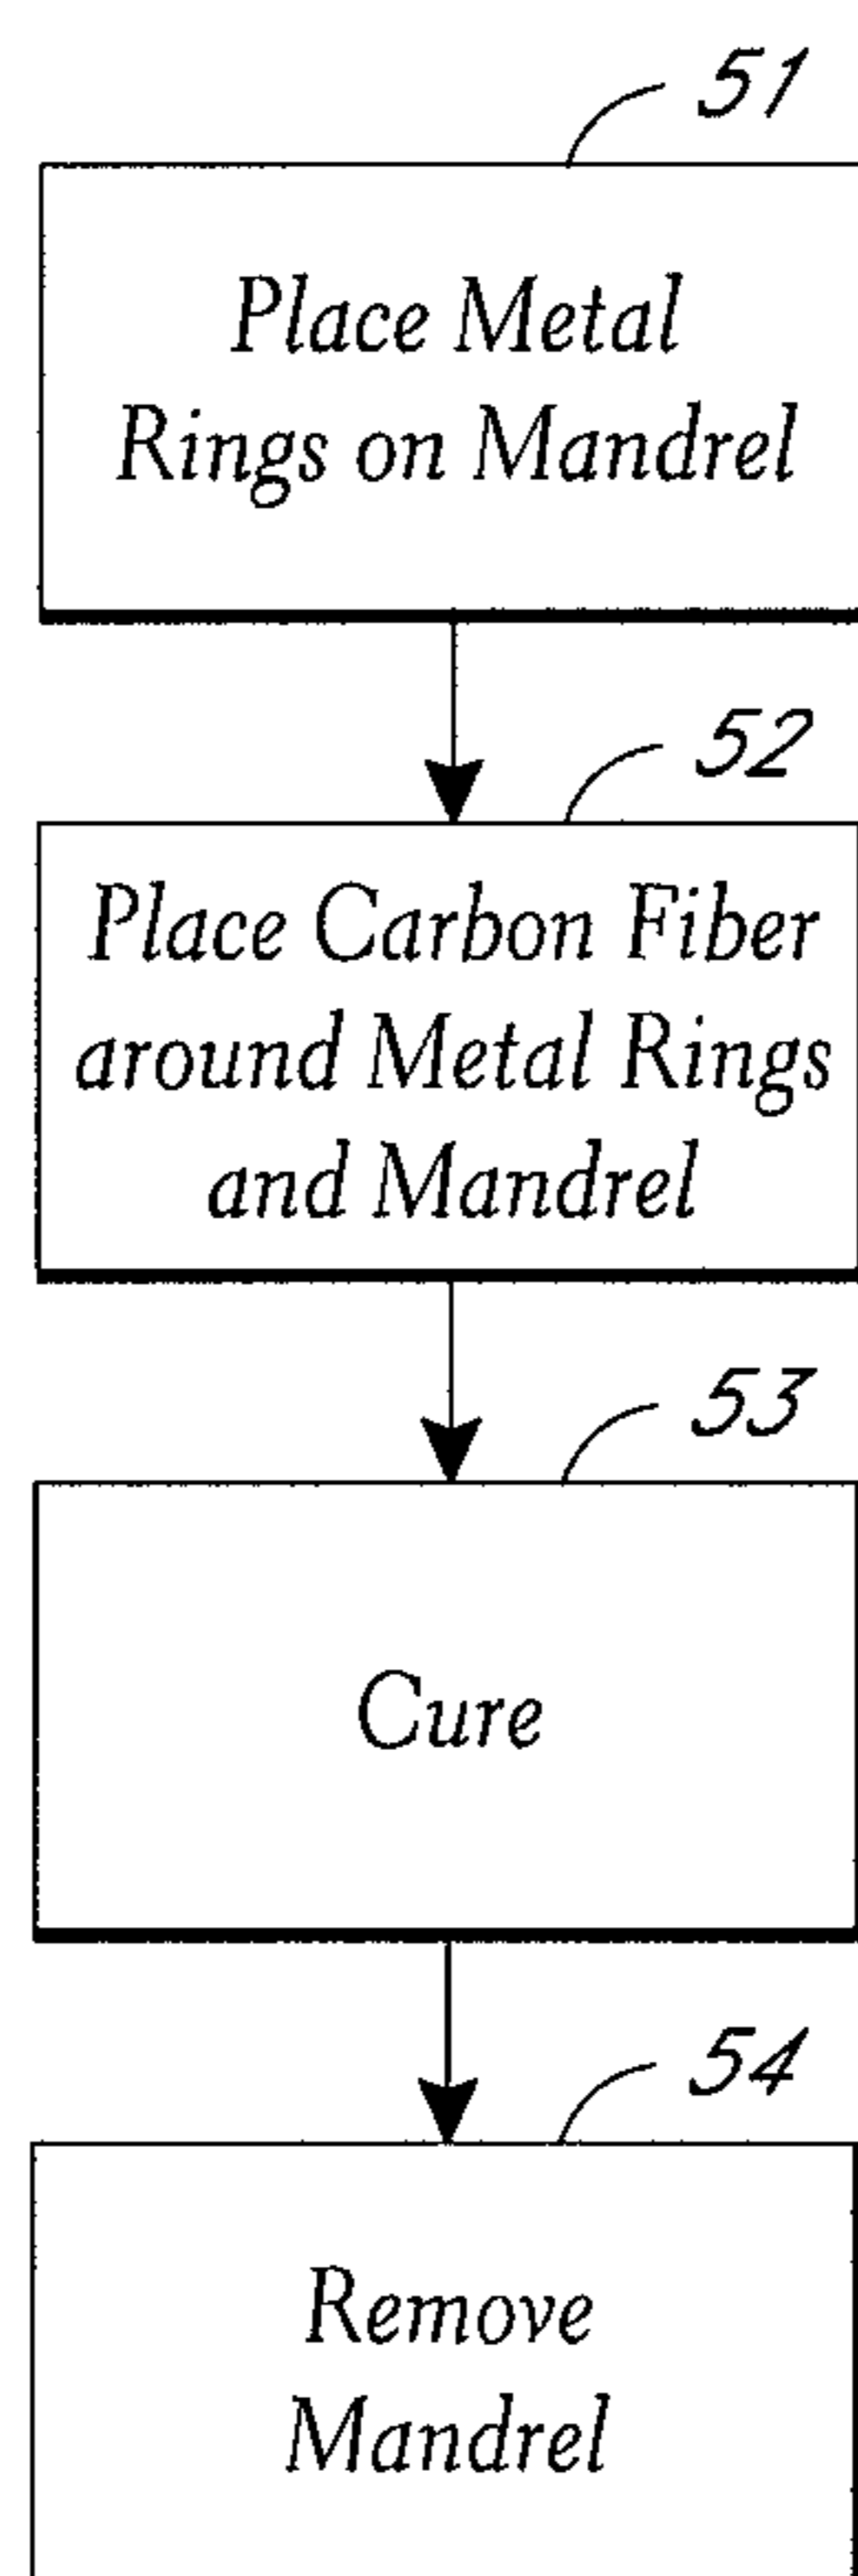 51
Place Metal
Rings on Mandrel
52
Place Carbon Fiber
around Metal Rings
and Mandrel
53
Cure
54
Remove
Mandrel